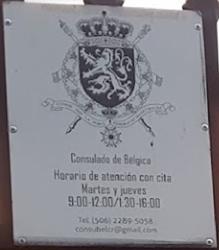 Consulado de Bélgica
Horario de atención con cita
Martes y jueves
9:00-12:00/1:30-16:00
Tel: (506) 2289-5058
consubelcr@gmail.com